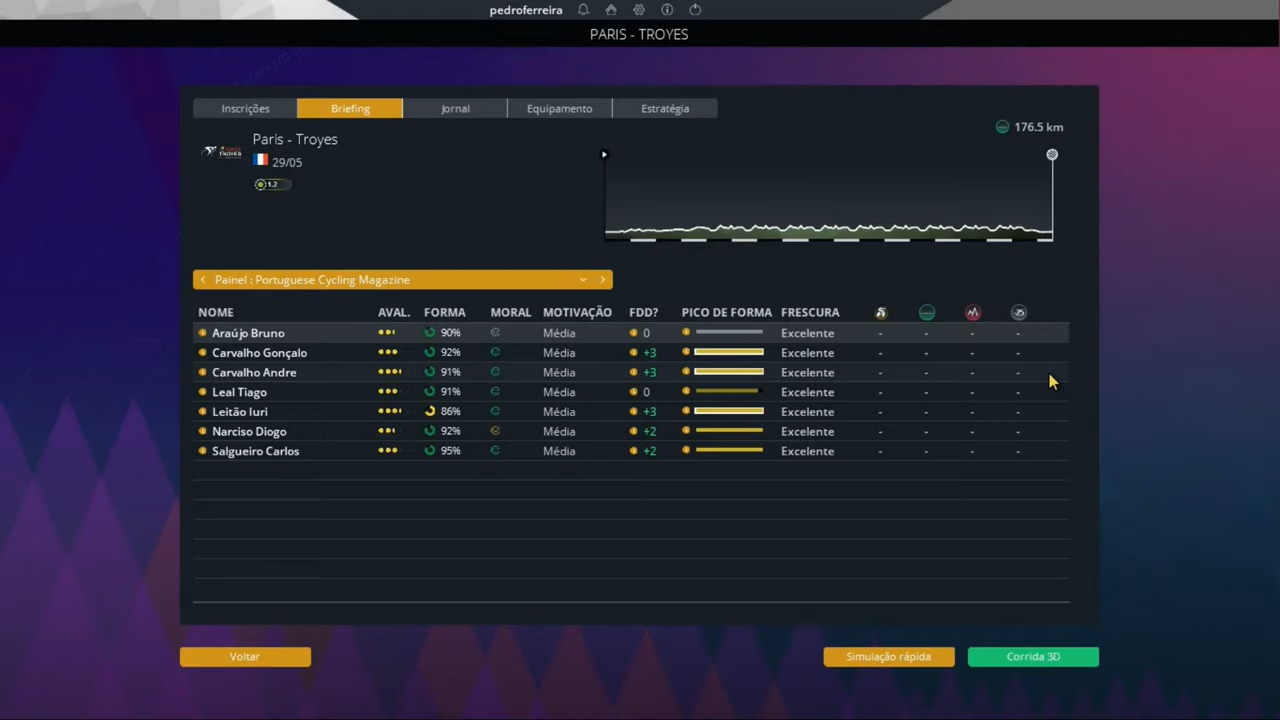 pedroferreira
PARIS - TROYES
Inscrições Briefing Jornal Equipamento Estratégia
176.5 km
Paris - Troyes
29/05
1.2
Painel : Portuguese Cycling Magazine
NOME AVAL. FORMA MORAL MOTIVAÇÃO FDD? PICO DE FORMA FRESCURA
Araújo Bruno 90% Média 0 Excelente - - - -
Carvalho Gonçalo 92% Média +3 Excelente - - - -
Carvalho Andre 91% Média +3 Excelente - - - -
Leal Tiago 91% Média 0 Excelente - - - -
Leitão Iuri 86% Média +3 Excelente - - - -
Narciso Diogo 92% Média +2 Excelente - - - -
Salgueiro Carlos 95% Média +2 Excelente - - - -
Voltar Simulação rápida Corrida 3D